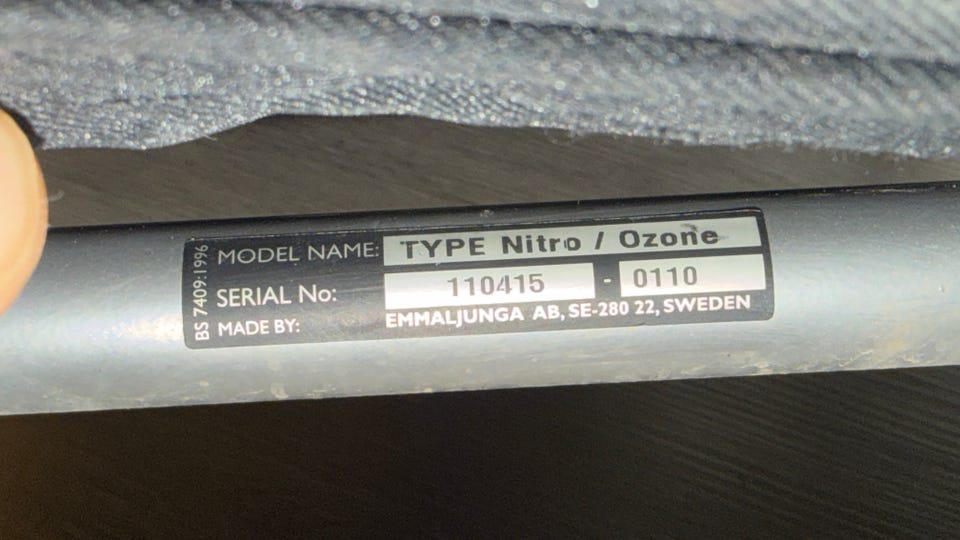 BS 7409:1996
MODEL NAME: TYPE Nitro / Ozone
SERIAL No: 110415 - 0110
MADE BY: EMMALJUNGA AB, SE-280 22, SWEDEN